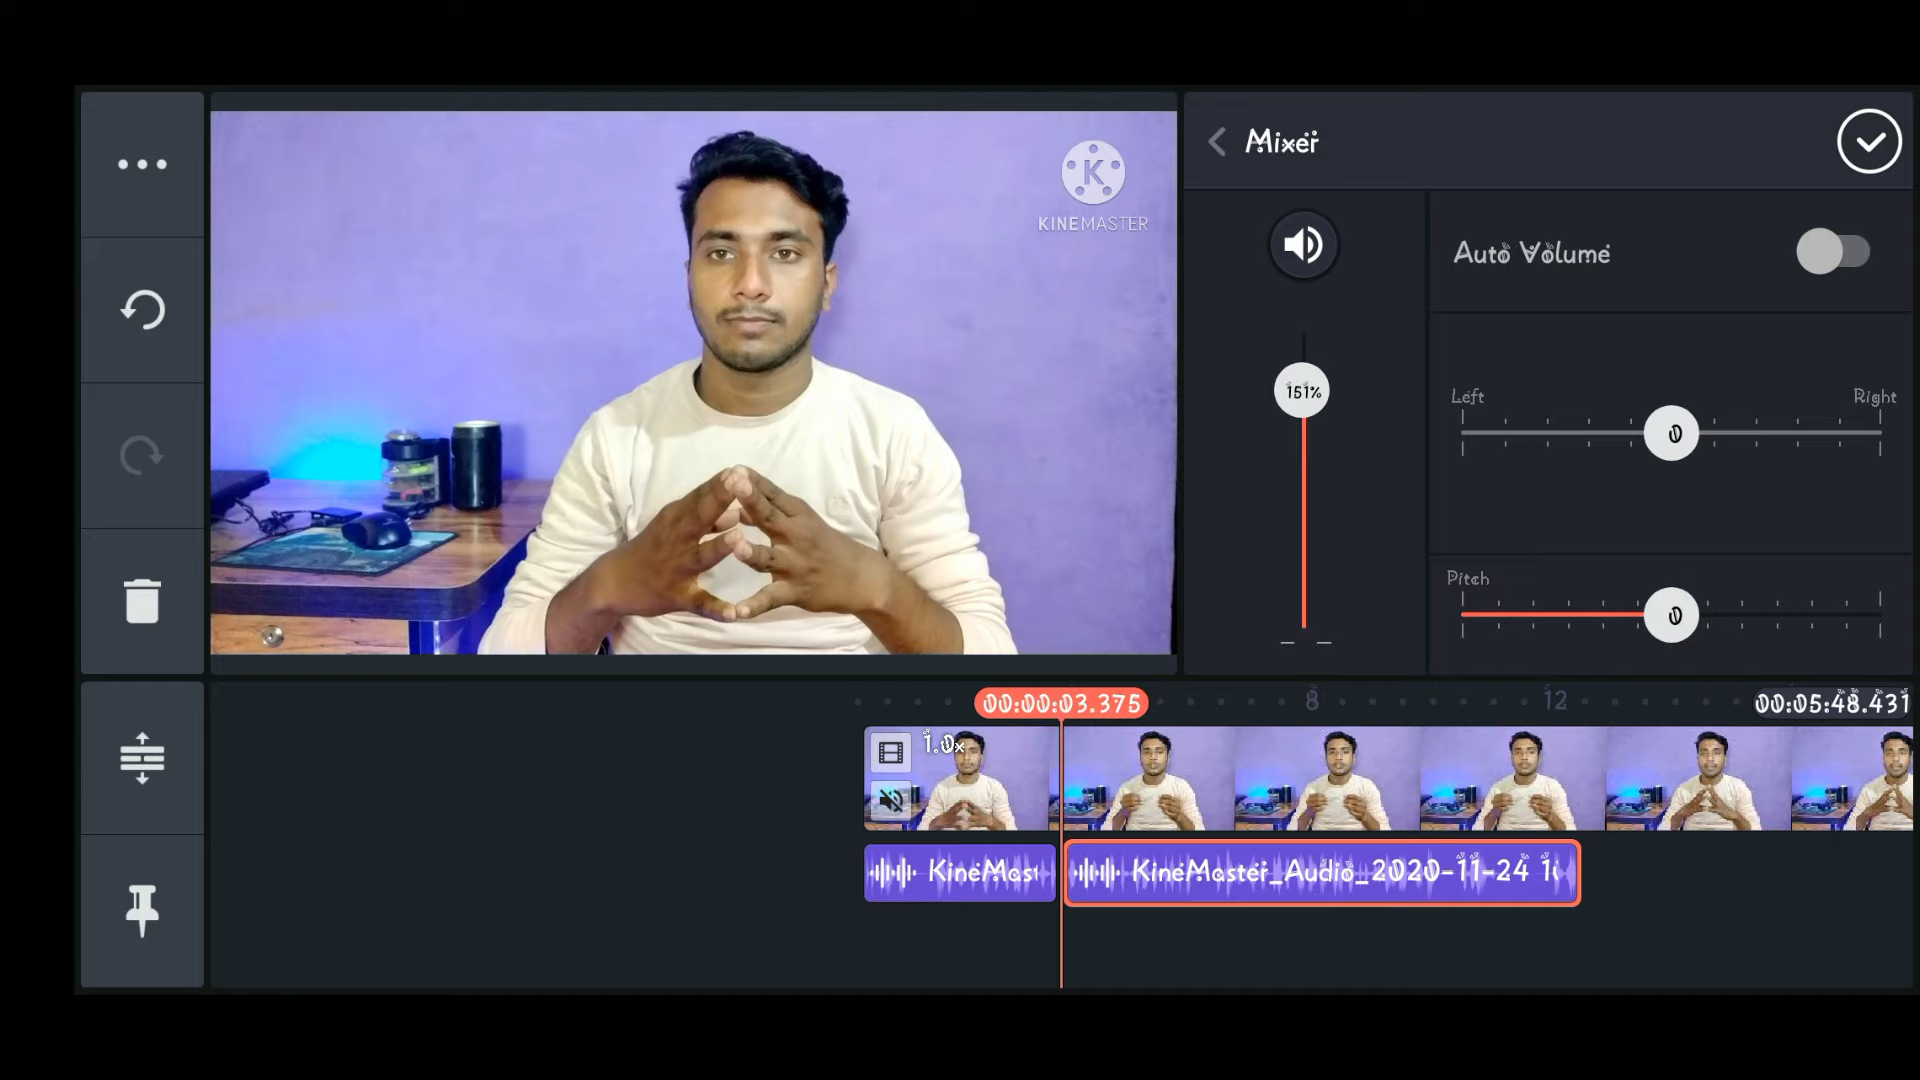 Mixer
K
KINEMASTER
Auto Volume
151%
Left
Right
0
Pitch
0
00:00:03.375
8
12
00:05:48.431
1.0x
KineMast
KineMaster_Audio_2020-11-24 1